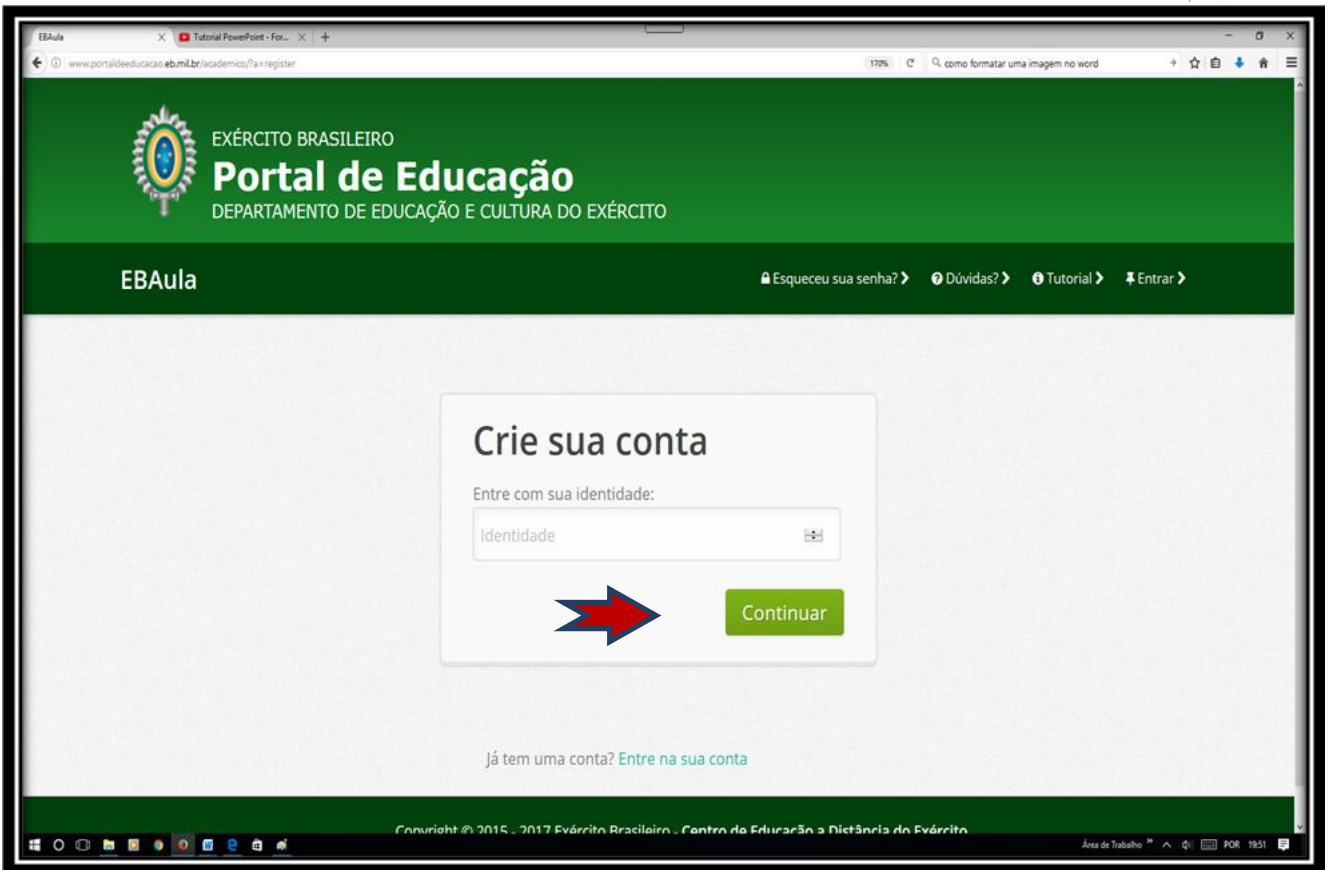 EBAula
Tutorial PowerPoint - For...
www.portaldeeducacao.eb.mil.br/academico/?a=register
170%
como formatar uma imagem no word
EXÉRCITO BRASILEIRO
Portal de Educação
DEPARTAMENTO DE EDUCAÇÃO E CULTURA DO EXÉRCITO
EBAula
Esqueceu sua senha?
Dúvidas?
Tutorial
Entrar
Crie sua conta
Entre com sua identidade:
Identidade
Continuar
Já tem uma conta? Entre na sua conta
Copyright © 2015 - 2017 Exército Brasileiro - Centro de Educação a Distância do Exército
Área de Trabalho
POR
19:51